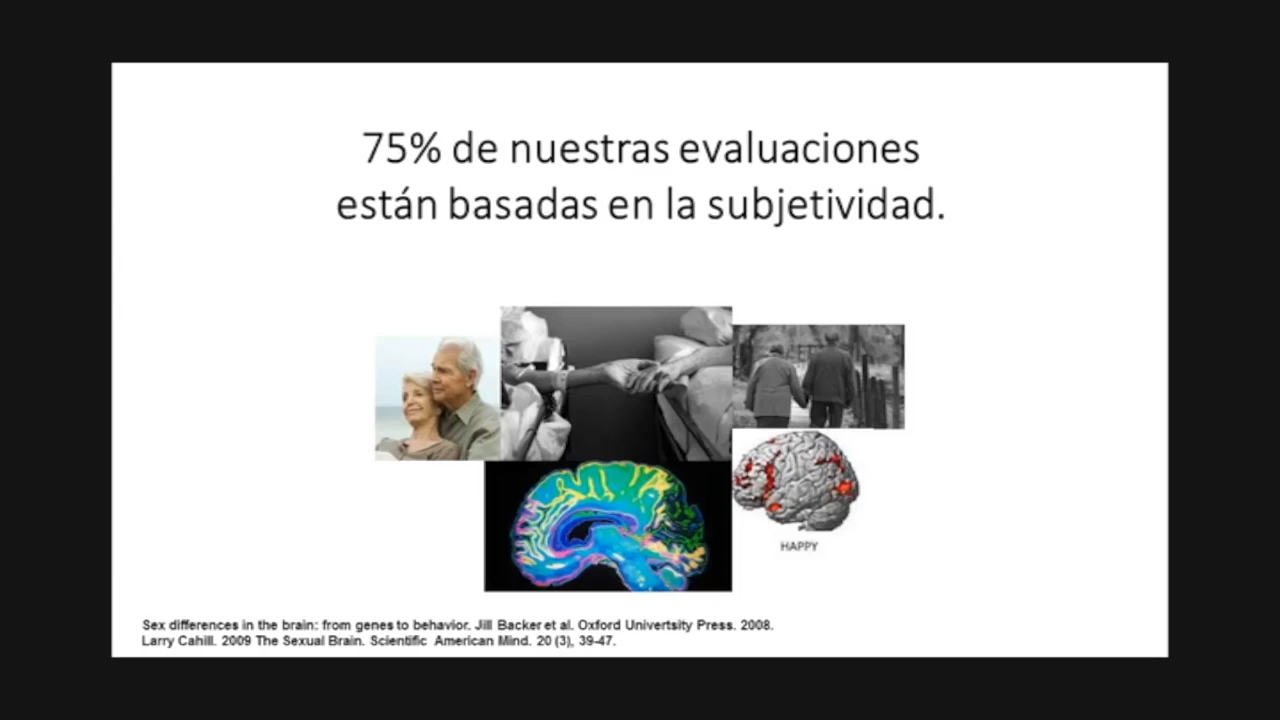 75% de nuestras evaluaciones
están basadas en la subjetividad.
HAPPY
Sex differences in the brain: from genes to behavior. Jill Backer et al. Oxford Univertsity Press. 2008.
Larry Cahill. 2009 The Sexual Brain. Scientific American Mind. 20 (3), 39-47.